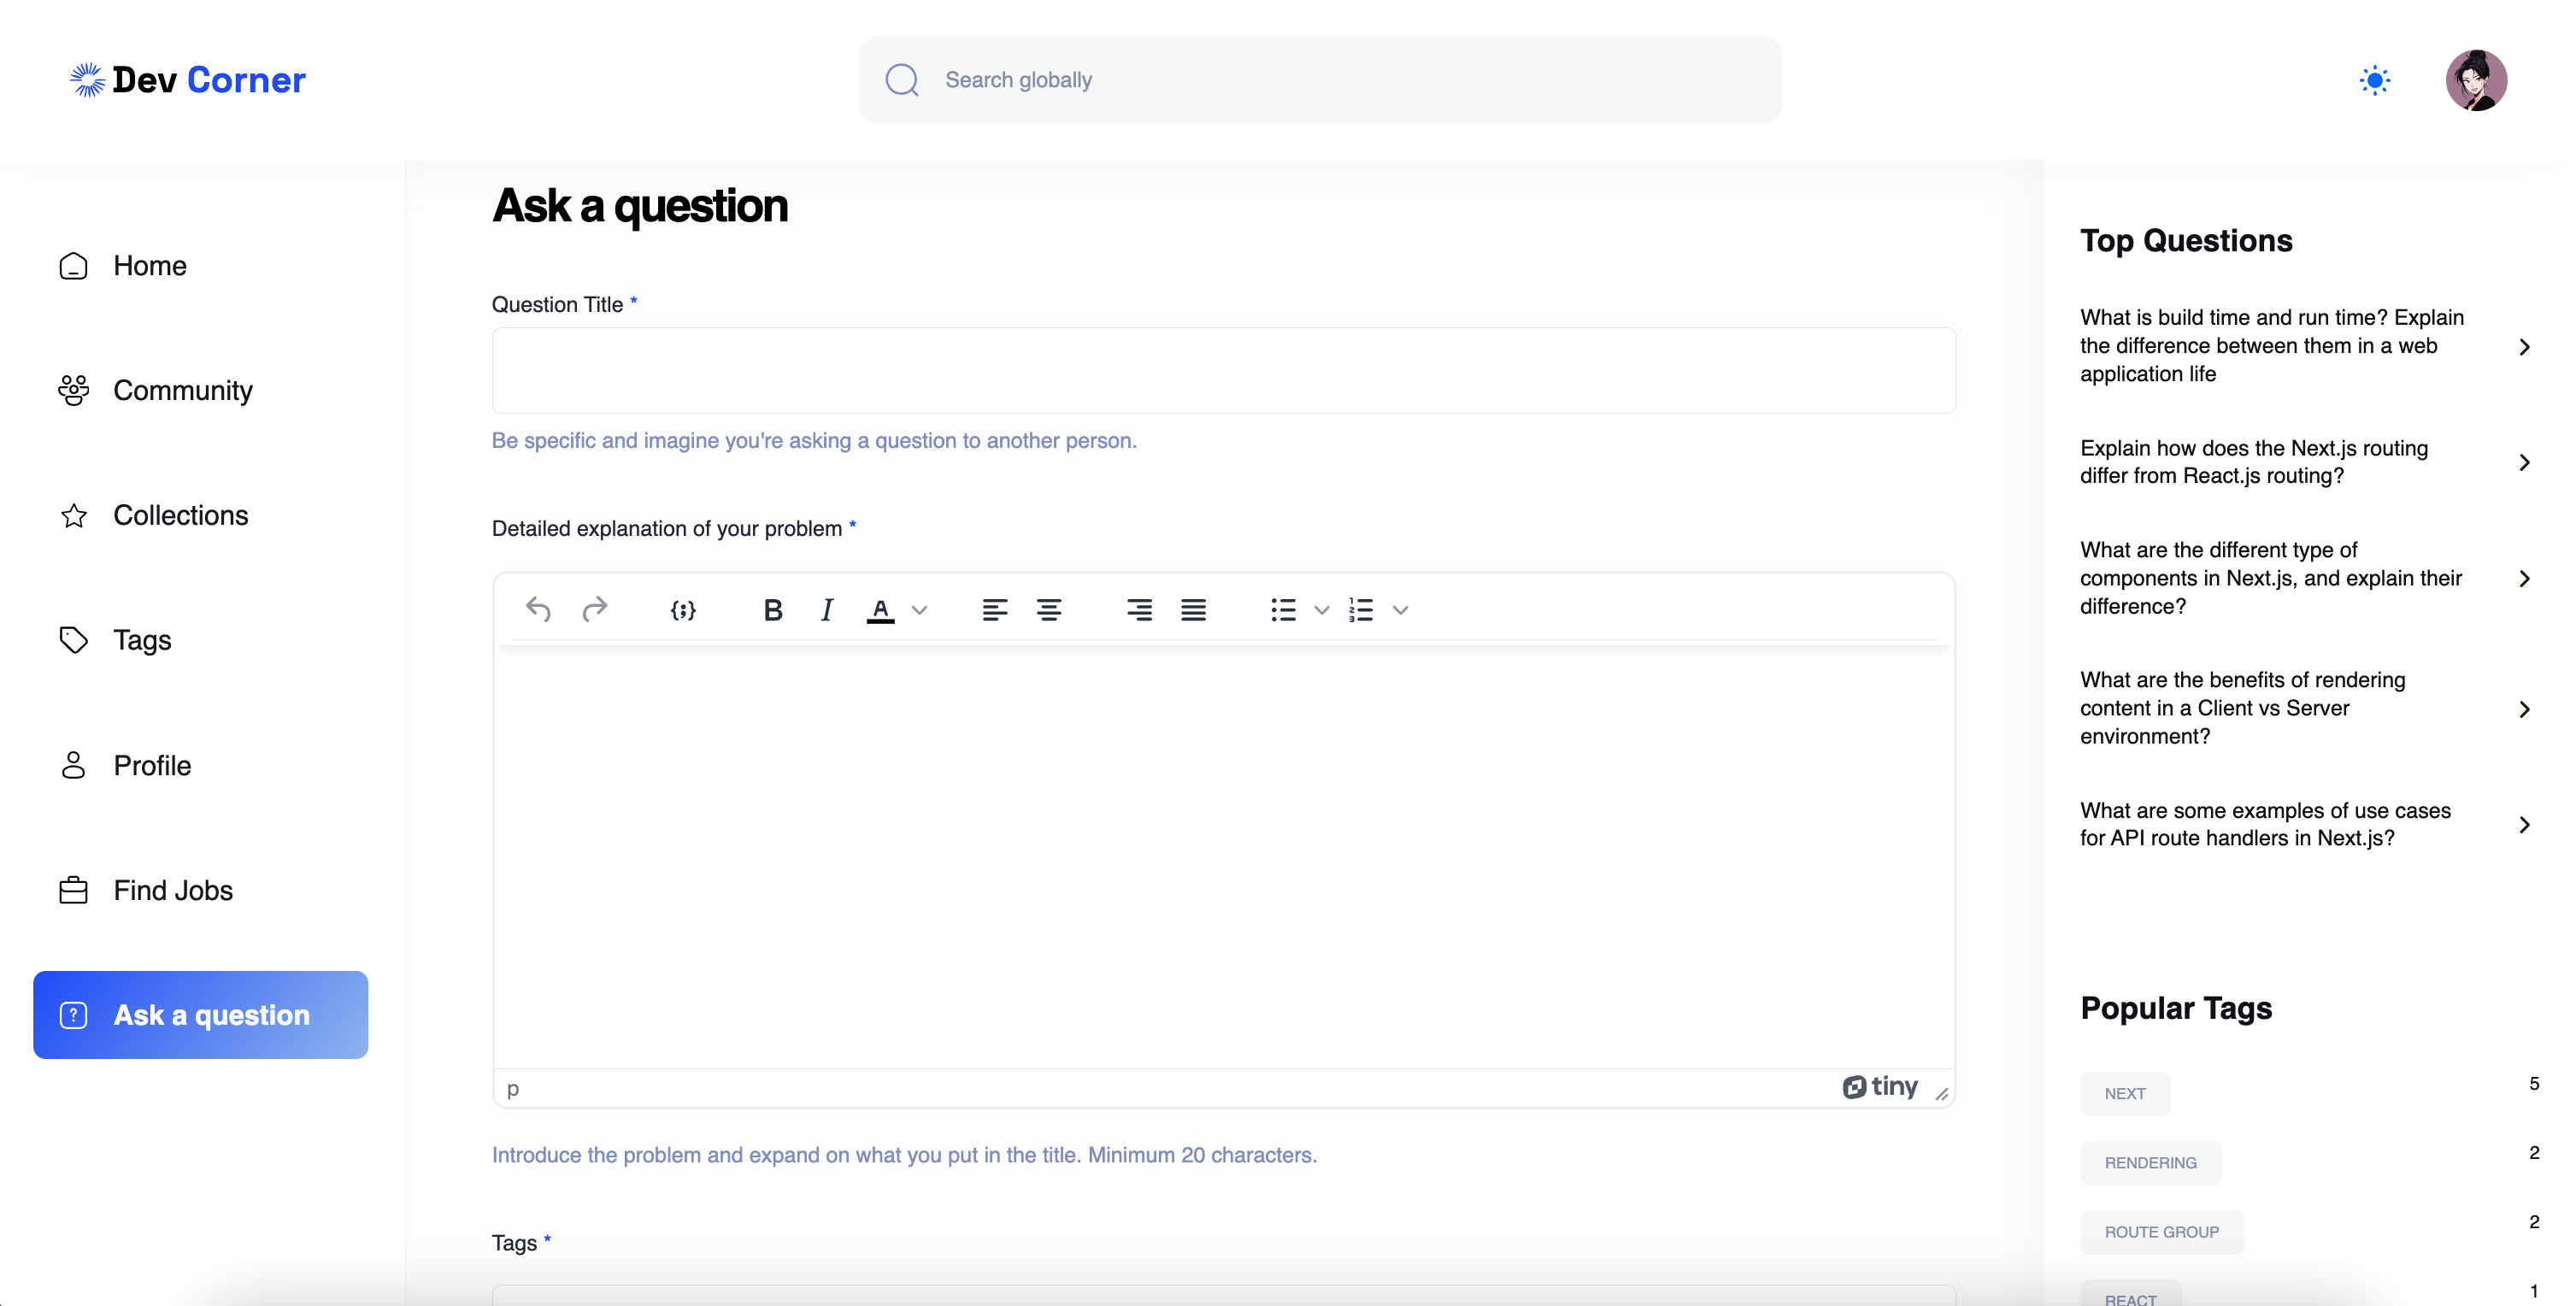 Dev Corner
Search globally
Home
Community
Collections
Tags
Profile
Find Jobs
Ask a question
Ask a question
Question Title *
Be specific and imagine you're asking a question to another person.
Detailed explanation of your problem *
B I A
p
tiny
Introduce the problem and expand on what you put in the title. Minimum 20 characters.
Tags *
Top Questions
What is build time and run time? Explain
the difference between them in a web
application life
Explain how does the Next.js routing
differ from React.js routing?
What are the different type of
components in Next.js, and explain their
difference?
What are the benefits of rendering
content in a Client vs Server
environment?
What are some examples of use cases
for API route handlers in Next.js?
Popular Tags
NEXT 5
RENDERING 2
ROUTE GROUP 2
REACT 1